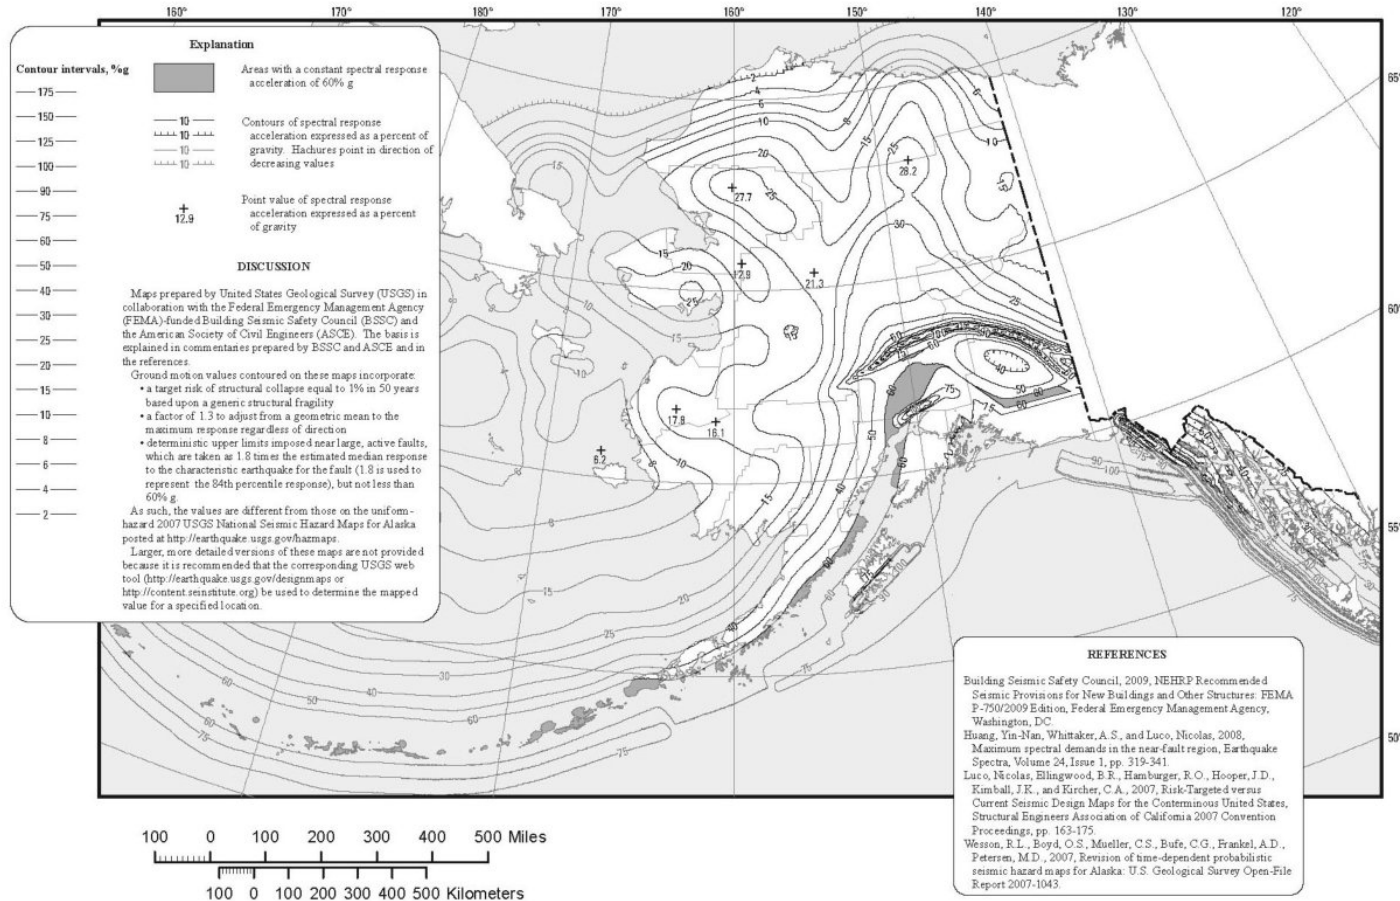 160° 170° 180° 170° 160° 150° 140° 130° 120°
65°
60°
55°
50°
Explanation
Contour intervals, %g
175
150
125
100
90
75
60
50
40
30
25
20
15
10
8
6
4
2
Areas with a constant spectral response
acceleration of 60% g
10
10
10
10
Contours of spectral response
acceleration expressed as a percent of
gravity. Hachures point in direction of
decreasing values
+
12.9
Point value of spectral response
acceleration expressed as a percent
of gravity
DISCUSSION
Maps prepared by United States Geological Survey (USGS) in
collaboration with the Federal Emergency Management Agency
(FEMA)-funded Building Seismic Safety Council (BSSC) and
the American Society of Civil Engineers (ASCE). The basis is
explained in commentaries prepared by BSSC and ASCE and in
the references.
Ground motion values contoured on these maps incorporate:
• a target risk of structural collapse equal to 1% in 50 years
based upon a generic structural fragility
• a factor of 1.3 to adjust from a geometric mean to the
maximum response regardless of direction
• deterministic upper limits imposed near large, active faults,
which are taken as 1.8 times the estimated median response
to the characteristic earthquake for the fault (1.8 is used to
represent the 84th percentile response), but not less than
60% g.
As such, the values are different from those on the uniform-
hazard 2007 USGS National Seismic Hazard Maps for Alaska
posted at http://earthquake.usgs.gov/hazmaps.
Larger, more detailed versions of these maps are not provided
because it is recommended that the corresponding USGS web
tool (http://earthquake.usgs.gov/designmaps or
http://content.seinstitute.org) be used to determine the mapped
value for a specified location.
28.2
27.7
12.9
21.3
17.8
16.1
6.2
REFERENCES
Building Seismic Safety Council, 2009, NEHRP Recommended
Seismic Provisions for New Buildings and Other Structures: FEMA
P-750/2009 Edition, Federal Emergency Management Agency,
Washington, DC.
Huang, Yin-Nan, Whittaker, A.S., and Luco, Nicolas, 2008,
Maximum spectral demands in the near-fault region, Earthquake
Spectra, Volume 24, Issue 1, pp. 319-341.
Luco, Nicolas, Ellingwood, B.R., Hamburger, R.O., Hooper, J.D.,
Kimball, J.K., and Kircher, C.A., 2007, Risk-Targeted versus
Current Seismic Design Maps for the Conterminous United States,
Structural Engineers Association of California 2007 Convention
Proceedings, pp. 163-175.
Wesson, R.L., Boyd, O.S., Mueller, C.S., Bufe, C.G., Frankel, A.D.,
Petersen, M.D., 2007, Revision of time-dependent probabilistic
seismic hazard maps for Alaska: U.S. Geological Survey Open-File
Report 2007-1043.
100 0 100 200 300 400 500 Miles
100 0 100 200 300 400 500 Kilometers